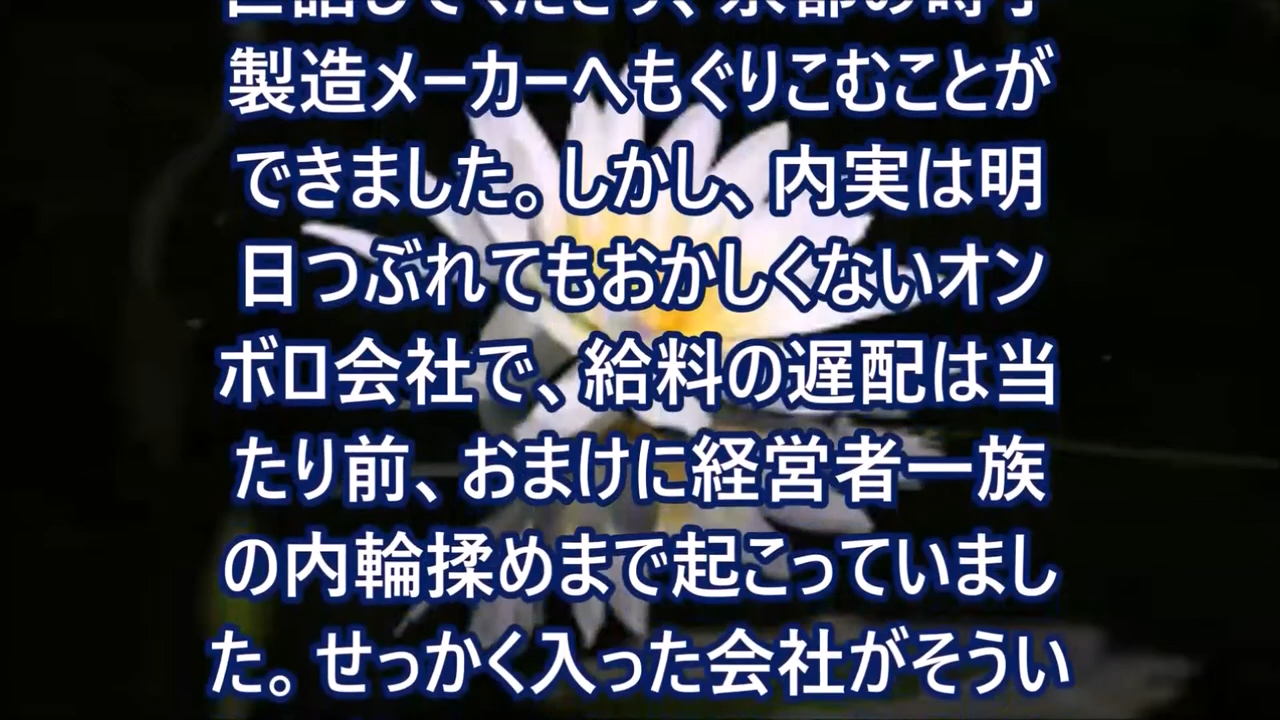 製造メーカーへもぐりこむことが
できました。しかし、内実は明
日つぶれてもおかしくないオン
ボロ会社で、給料の遅配は当
たり前、おまけに経営者一族
の内輪揉めまで起こっていまし
た。せっかく入った会社がそうい